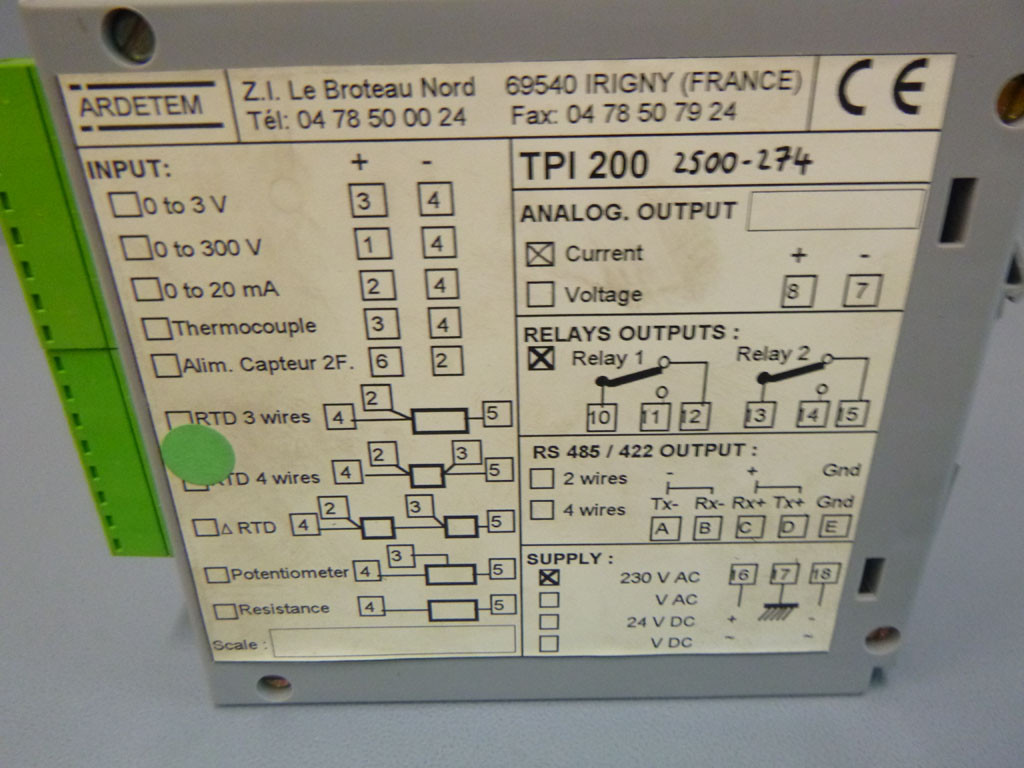 ARDETEM
Z.I. Le Broteau Nord 69540 IRIGNY (FRANCE)
Tél: 04 78 50 00 24 Fax: 04 78 50 79 24
CE
INPUT: + -
0 to 3 V 3 4
0 to 300 V 1 4
0 to 20 mA 2 4
Thermocouple 3 4
Alim. Capteur 2F. 6 2
RTD 3 wires 4 2 5
TD 4 wires 4 2 3 5
Δ RTD 4 2 3 5
Potentiometer 4 3 5
Resistance 4 5
Scale :
TPI 200 2500-274
ANALOG. OUTPUT
Current + -
Voltage 8 7
RELAYS OUTPUTS :
Relay 1 Relay 2
10 11 12 13 14 15
RS 485 / 422 OUTPUT :
2 wires - + Gnd
4 wires Tx- Rx- Rx+ Tx+ Gnd
A B C D E
SUPPLY :
230 V AC 16 17 18
V AC
24 V DC + -
V DC ~ ~